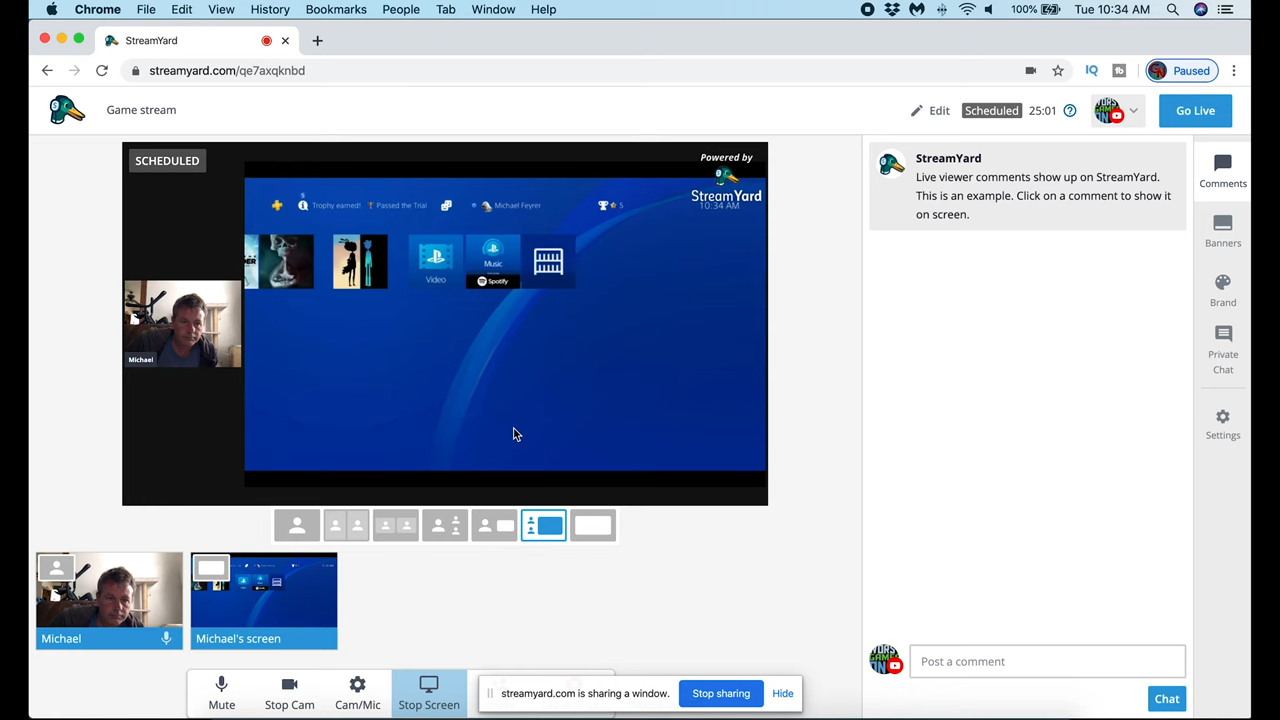 Chrome File Edit View History Bookmarks People Tab Window Help 100% Tue 10:34 AM
StreamYard
streamyard.com/qe7axqknbd IQ Paused
Game stream Edit Scheduled 25:01 Go Live
SCHEDULED Powered by
StreamYard
Trophy earned! Passed the Trial Michael Feyrer 5 10:34 AM
Video Music
Spotify
Michael
StreamYard
Live viewer comments show up on StreamYard.
This is an example. Click on a comment to show it
on screen.
Comments
Banners
Brand
Private
Chat
Settings
Michael Michael's screen
Post a comment
Mute Stop Cam Cam/Mic Stop Screen
streamyard.com is sharing a window. Stop sharing Hide
Chat